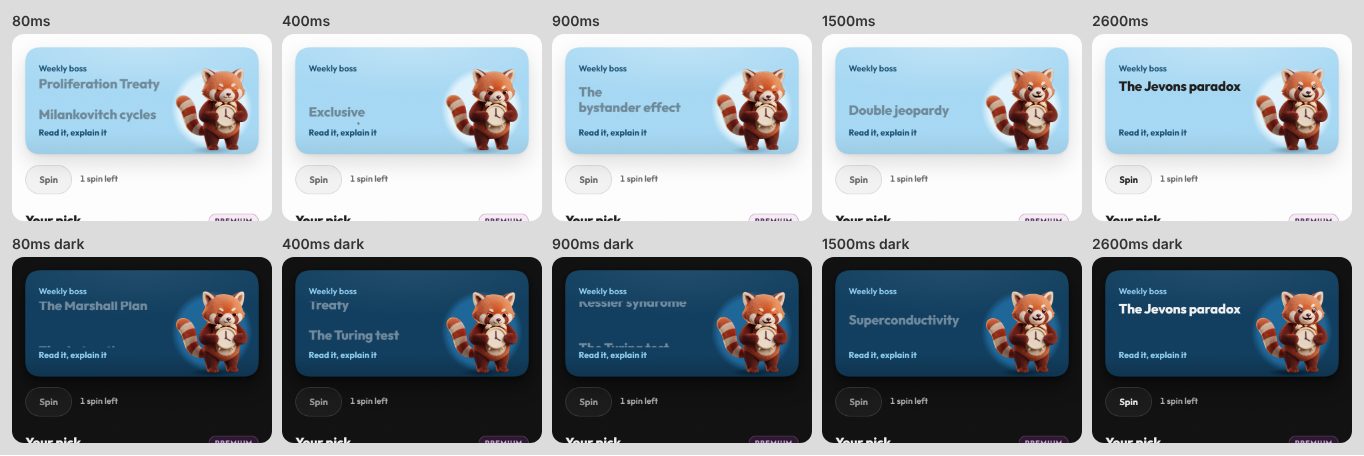 80ms
Weekly boss
Proliferation Treaty
Milankovitch cycles
Read it, explain it
Spin
1 spin left
Your pick
PREMIUM
400ms
Weekly boss
Exclusive
Read it, explain it
Spin
1 spin left
Your pick
PREMIUM
900ms
Weekly boss
The
bystander effect
Read it, explain it
Spin
1 spin left
Your pick
PREMIUM
1500ms
Weekly boss
Double jeopardy
Read it, explain it
Spin
1 spin left
Your pick
PREMIUM
2600ms
Weekly boss
The Jevons paradox
Read it, explain it
Spin
1 spin left
Your pick
PREMIUM
80ms dark
Weekly boss
The Marshall Plan
Read it, explain it
Spin
1 spin left
Your pick
PREMIUM
400ms dark
Weekly boss
Treaty
The Turing test
Read it, explain it
Spin
1 spin left
Your pick
PREMIUM
900ms dark
Weekly boss
Kessler syndrome
The Turing test
Read it, explain it
Spin
1 spin left
Your pick
PREMIUM
1500ms dark
Weekly boss
Superconductivity
Read it, explain it
Spin
1 spin left
Your pick
PREMIUM
2600ms dark
Weekly boss
The Jevons paradox
Read it, explain it
Spin
1 spin left
Your pick
PREMIUM